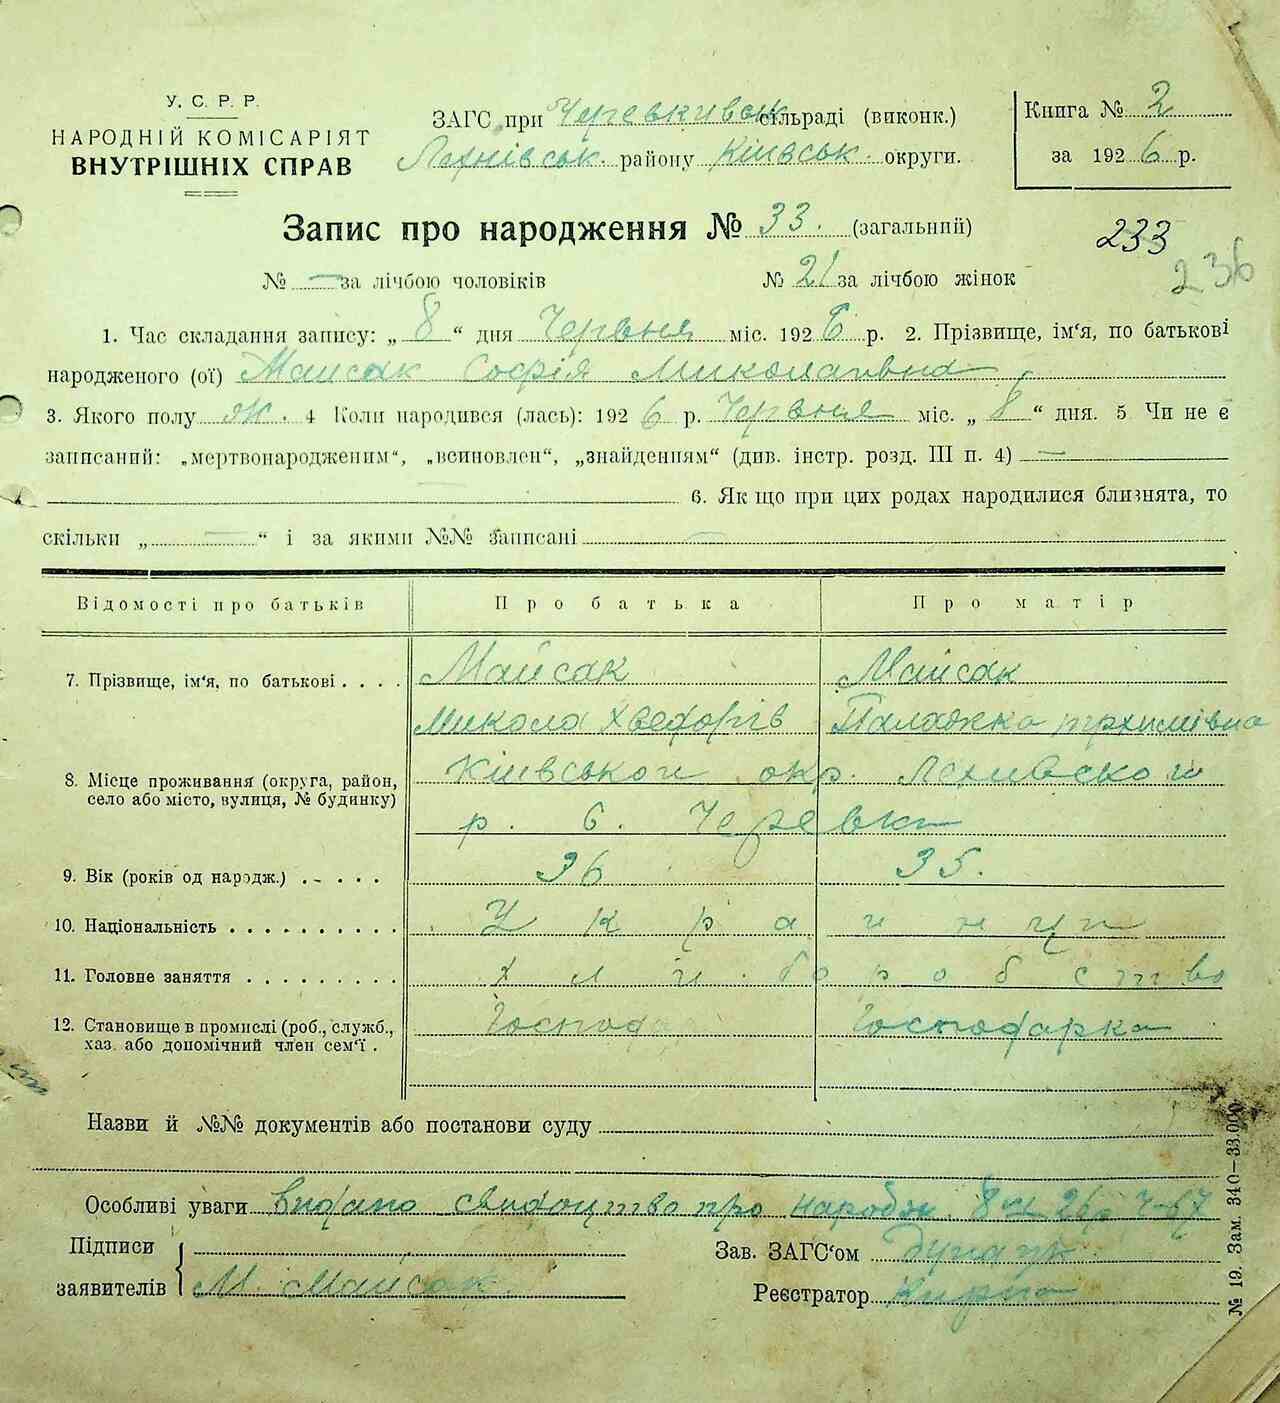 У. С. Р. Р.
НАРОДНІЙ КОМІСАРІЯТ
ВНУТРІШНІХ СПРАВ
ЗАГС при Черевкивськ сільраді (виконк.)
району Київськ. округи.
Книга № 2
за 1926 р.
Запис про народження № 33. (загальний)
233
236
№ — за лічбою чоловіків № 21 за лічбою жінок
1. Час складання запису: „ 8 “ дня Червня міс. 1926 р. 2. Прізвище, ім‘я, по батькові
народженого (ої) Майсак Софія Миколаївна
3. Якого полу ж. 4 Коли народився (лась): 1926 р. Червня міс. „ 8 “ дня. 5 Чи не є
записаний: „мертвонародженим“, „всиновлен“, „знайденням“ (див. інстр. розд. III п. 4) —
6. Як що при цих родах народилися близнята, то
скільки „ — “ і за якими №№ записані —
Відомості про батьків Про батька Про матір
7. Прізвище, ім‘я, по батькові . . . . Майсак Майсак
Микола Хведорів Палажка
8. Місце проживання (округа, район,
село або місто, вулиця, № будинку)
окр.
р. с. Черевки
9. Вік (років од народж.) . . . . . 36 35.
10. Національність . . . . . . . . . . Украинци
11. Головне заняття . . . . . . . . . хлиборобство
12. Становище в промислі (роб., служб.,
хаз. або допомічний член сем‘ї .
Господар Господарка
Назви й №№ документів або постанови суду
Особливі уваги Видано свидоцтво про народж. 8
Підписи
заявителів М. Майсак.
Зав. ЗАГС‘ом
Реєстратор Кирпа
№ 19. Зам. 340—33.000